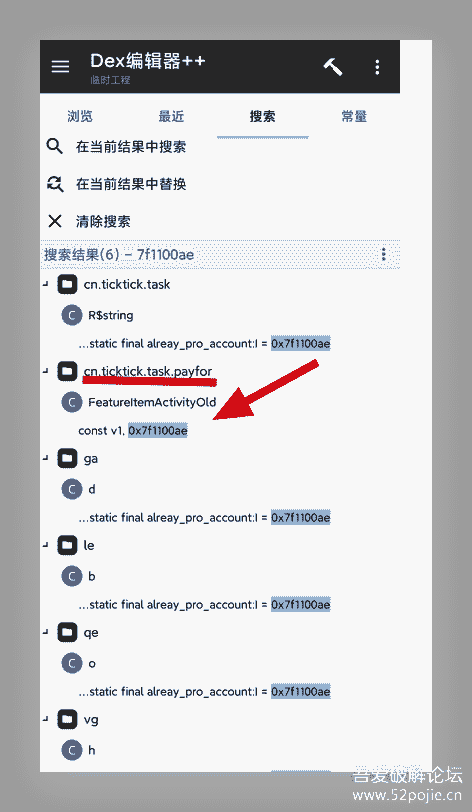 Dex编辑器++
临时工程
浏览 最近 搜索 常量
在当前结果中搜索
在当前结果中替换
清除搜索
搜索结果(6) - 7f1100ae
cn.ticktick.task
C R$string
...static final alreay_pro_account:I = 0x7f1100ae
cn.ticktick.task.payfor
C FeatureItemActivityOld
const v1, 0x7f1100ae
ga
C d
...static final alreay_pro_account:I = 0x7f1100ae
le
C b
...static final alreay_pro_account:I = 0x7f1100ae
qe
C o
...static final alreay_pro_account:I = 0x7f1100ae
vg
C h
吾爱破解论坛
www.52pojie.cn